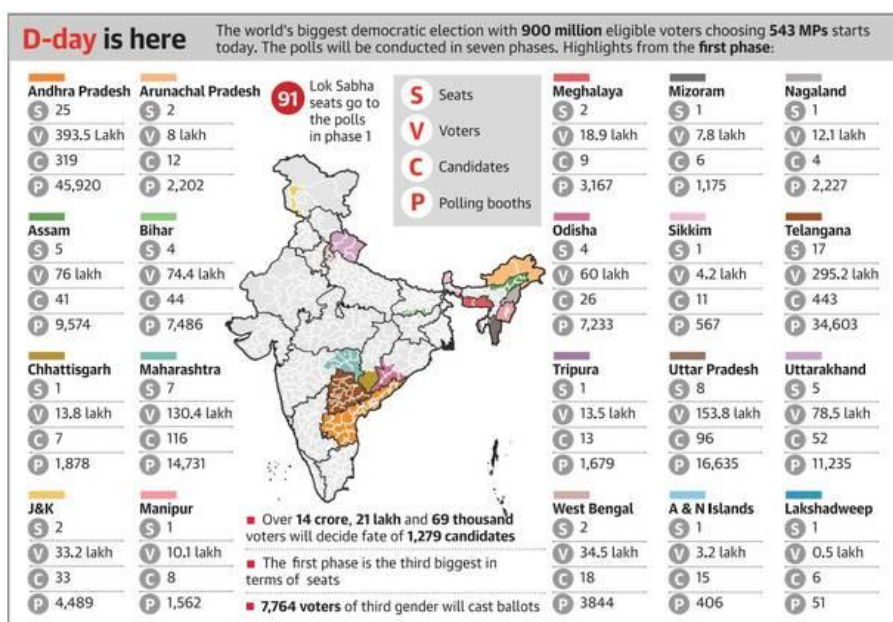 D-day is here
The world's biggest democratic election with 900 million eligible voters choosing 543 MPs starts
today. The polls will be conducted in seven phases. Highlights from the first phase:
Andhra Pradesh
S 25
V 393.5 Lakh
C 319
P 45,920
Arunachal Pradesh
S 2
V 8 lakh
C 12
P 2,202
91
Lok Sabha
seats go to
the polls
in phase 1
S Seats
V Voters
C Candidates
P Polling booths
Meghalaya
S 2
V 18.9 lakh
C 9
P 3,167
Mizoram
S 1
V 7.8 lakh
C 6
P 1,175
Nagaland
S 1
V 12.1 lakh
C 4
P 2,227
Assam
S 5
V 76 lakh
C 41
P 9,574
Bihar
S 4
V 74.4 lakh
C 44
P 7,486
Odisha
S 4
V 60 lakh
C 26
P 7,233
Sikkim
S 1
V 4.2 lakh
C 11
P 567
Telangana
S 17
V 295.2 lakh
C 443
P 34,603
Chhattisgarh
S 1
V 13.8 lakh
C 7
P 1,878
Maharashtra
S 7
V 130.4 lakh
C 116
P 14,731
Tripura
S 1
V 13.5 lakh
C 13
P 1,679
Uttar Pradesh
S 8
V 153.8 lakh
C 96
P 16,635
Uttarakhand
S 5
V 78.5 lakh
C 52
P 11,235
J&K
S 2
V 33.2 lakh
C 33
P 4,489
Manipur
S 1
V 10.1 lakh
C 8
P 1,562
Over 14 crore, 21 lakh and 69 thousand
voters will decide fate of 1,279 candidates
The first phase is the third biggest in
terms of seats
7,764 voters of third gender will cast ballots
West Bengal
S 2
V 34.5 lakh
C 18
P 3844
A & N Islands
S 1
V 3.2 lakh
C 15
P 406
Lakshadweep
S 1
V 0.5 lakh
C 6
P 51